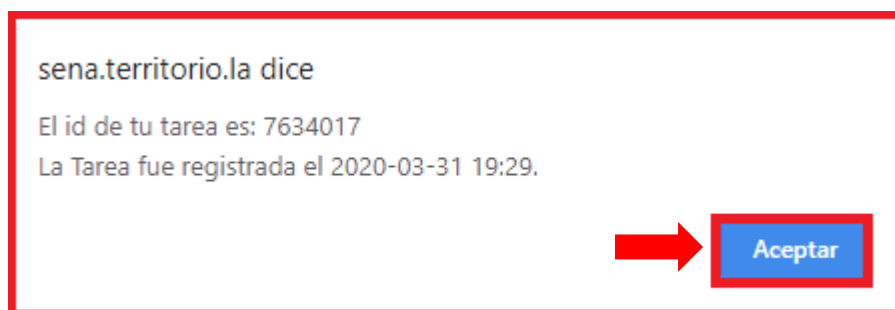 sena.territorio.la dice
El id de tu tarea es: 7634017
La Tarea fue registrada el 2020-03-31 19:29.
Aceptar